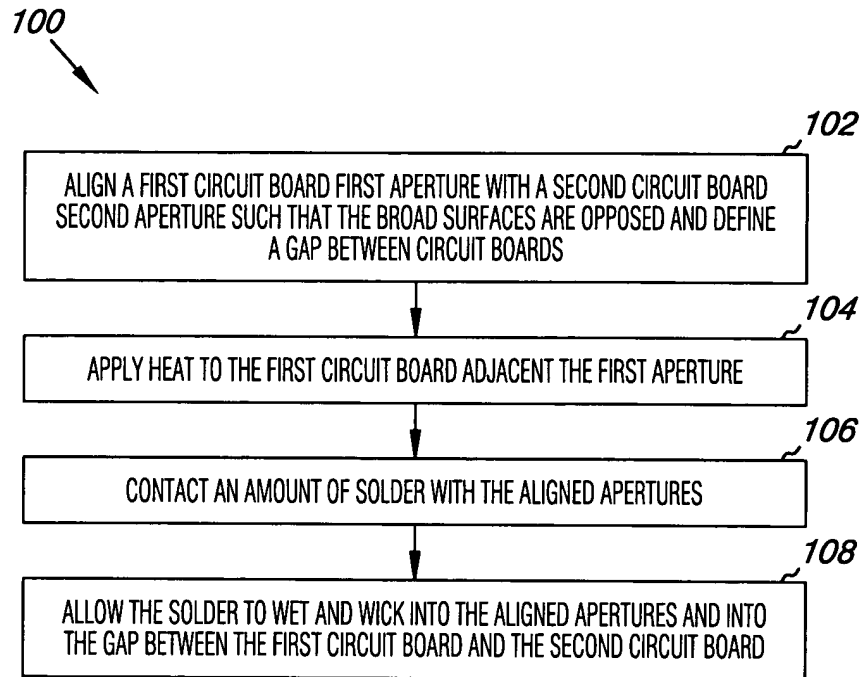 100
102
ALIGN A FIRST CIRCUIT BOARD FIRST APERTURE WITH A SECOND CIRCUIT BOARD
SECOND APERTURE SUCH THAT THE BROAD SURFACES ARE OPPOSED AND DEFINE
A GAP BETWEEN CIRCUIT BOARDS
104
APPLY HEAT TO THE FIRST CIRCUIT BOARD ADJACENT THE FIRST APERTURE
106
CONTACT AN AMOUNT OF SOLDER WITH THE ALIGNED APERTURES
108
ALLOW THE SOLDER TO WET AND WICK INTO THE ALIGNED APERTURES AND INTO
THE GAP BETWEEN THE FIRST CIRCUIT BOARD AND THE SECOND CIRCUIT BOARD